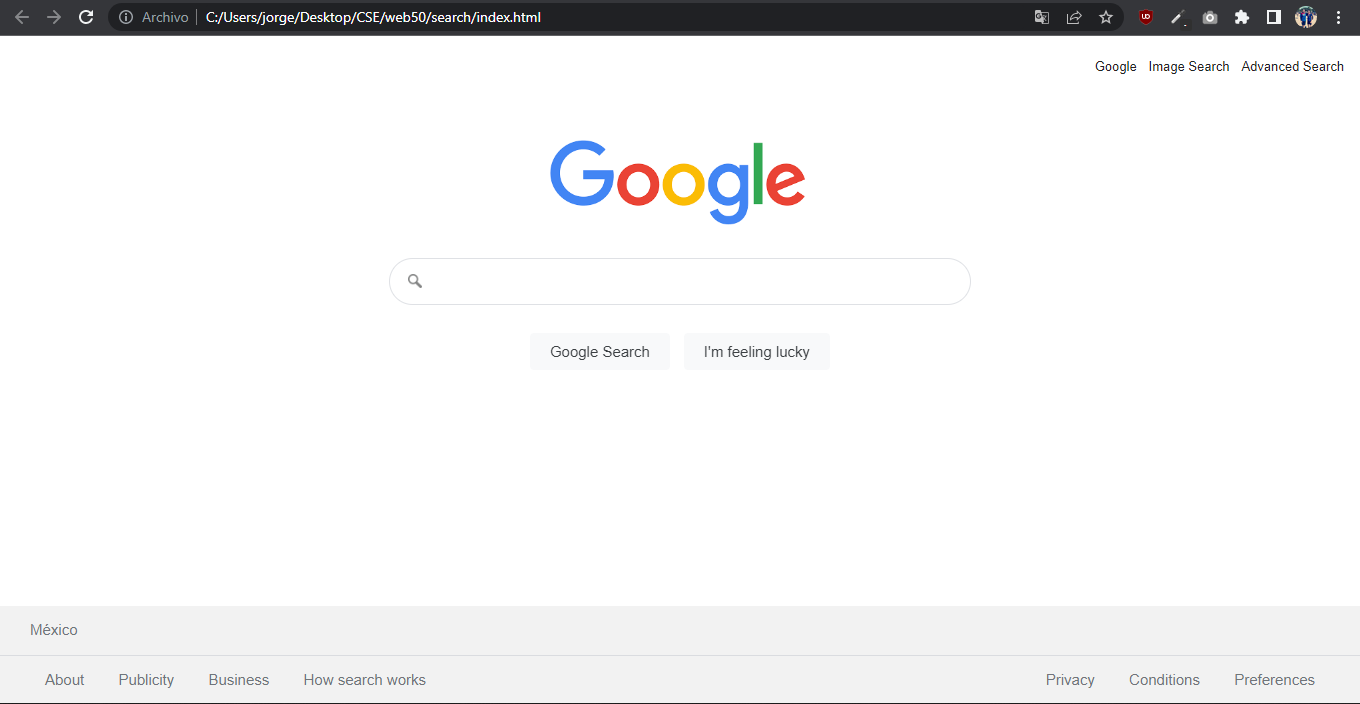 Archivo C:/Users/jorge/Desktop/CSE/web50/search/index.html
Google Image Search Advanced Search
Google
Google Search I'm feeling lucky
México
About Publicity Business How search works Privacy Conditions Preferences